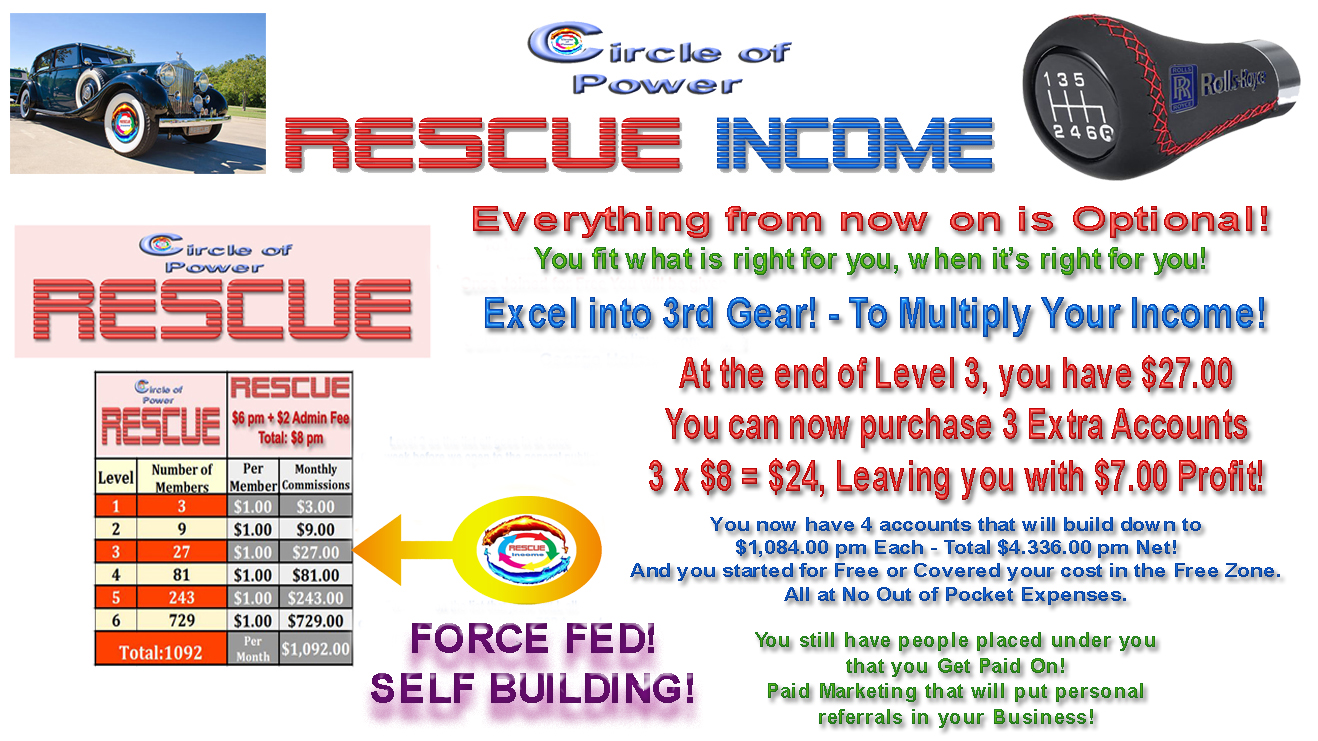 Circle of
Power
RESCUE INCOME
1 3 5
2 4 6 R
ROLLS
RR
ROYCE
Rolls-Royce
Everything from now on is Optional!
You fit what is right for you, when it's right for you!
Excel into 3rd Gear! - To Multiply Your Income!
Circle of
Power
RESCUE
At the end of Level 3, you have $27.00
You can now purchase 3 Extra Accounts
3 x $8 = $24, Leaving you with $7.00 Profit!
Circle of
Power
RESCUE
RESCUE
$6 pm + $2 Admin Fee
Total: $8 pm
Level Number of Members Per Member Monthly Commissions
1 3 $1.00 $3.00
2 9 $1.00 $9.00
3 27 $1.00 $27.00
4 81 $1.00 $81.00
5 243 $1.00 $243.00
6 729 $1.00 $729.00
Total:1092 Per Month $1,092.00
RESCUE
Income
You now have 4 accounts that will build down to
$1,084.00 pm Each - Total $4.336.00 pm Net!
And you started for Free or Covered your cost in the Free Zone.
All at No Out of Pocket Expenses.
FORCE FED!
SELF BUILDING!
You still have people placed under you
that you Get Paid On!
Paid Marketing that will put personal
referrals in your Business!